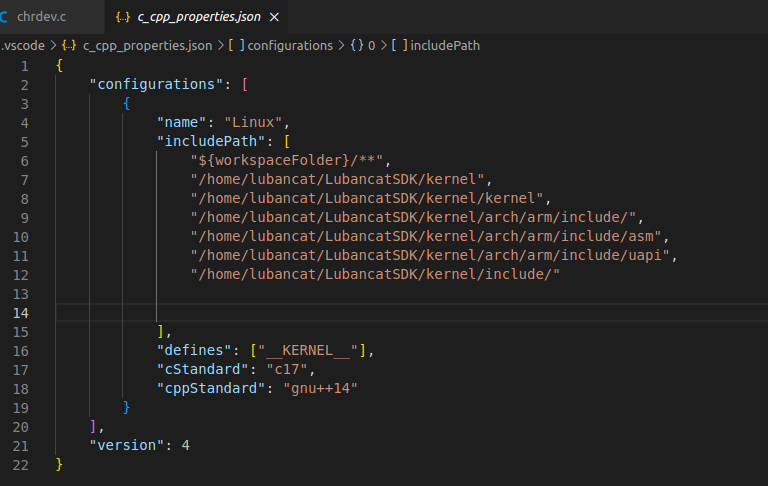 chrdev.c {..} c_cpp_properties.json ×
.vscode > {..} c_cpp_properties.json > [ ] configurations > {} 0 > [ ] includePath
1 {
2 "configurations": [
3 {
4 "name": "Linux",
5 "includePath": [
6 "${workspaceFolder}/**",
7 "/home/lubancat/LubancatSDK/kernel",
8 "/home/lubancat/LubancatSDK/kernel/kernel",
9 "/home/lubancat/LubancatSDK/kernel/arch/arm/include/",
10 "/home/lubancat/LubancatSDK/kernel/arch/arm/include/asm",
11 "/home/lubancat/LubancatSDK/kernel/arch/arm/include/uapi",
12 "/home/lubancat/LubancatSDK/kernel/include/"
13
14
15 ],
16 "defines": ["__KERNEL__"],
17 "cStandard": "c17",
18 "cppStandard": "gnu++14"
19 }
20 ],
21 "version": 4
22 }